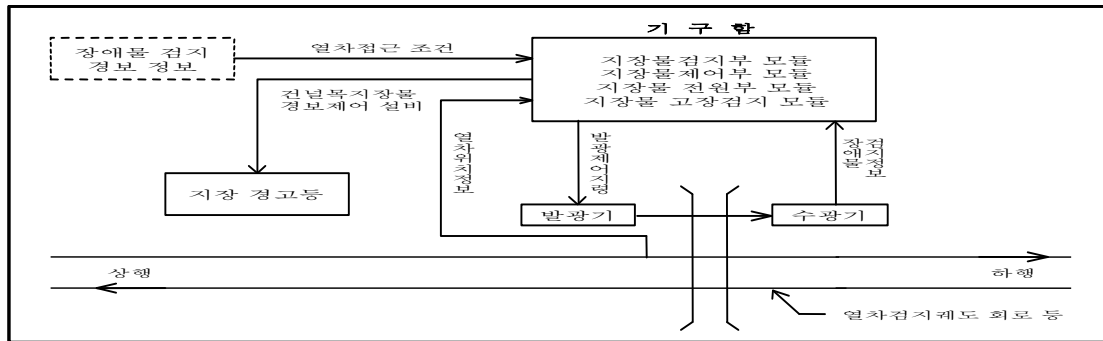 기 구 함
장애물 검지
경보 정보
열차접근 조건
지장물검지부 모듈
지장물제어부 모듈
지장물 전원부 모듈
지장물 고장검지 모듈
건널목지장물
경보제어 설비
열차위치정보
발광제어지령
장애물
검지정보
지장 경고등
발광기
수광기
상행
하행
열차검지궤도 회로 등